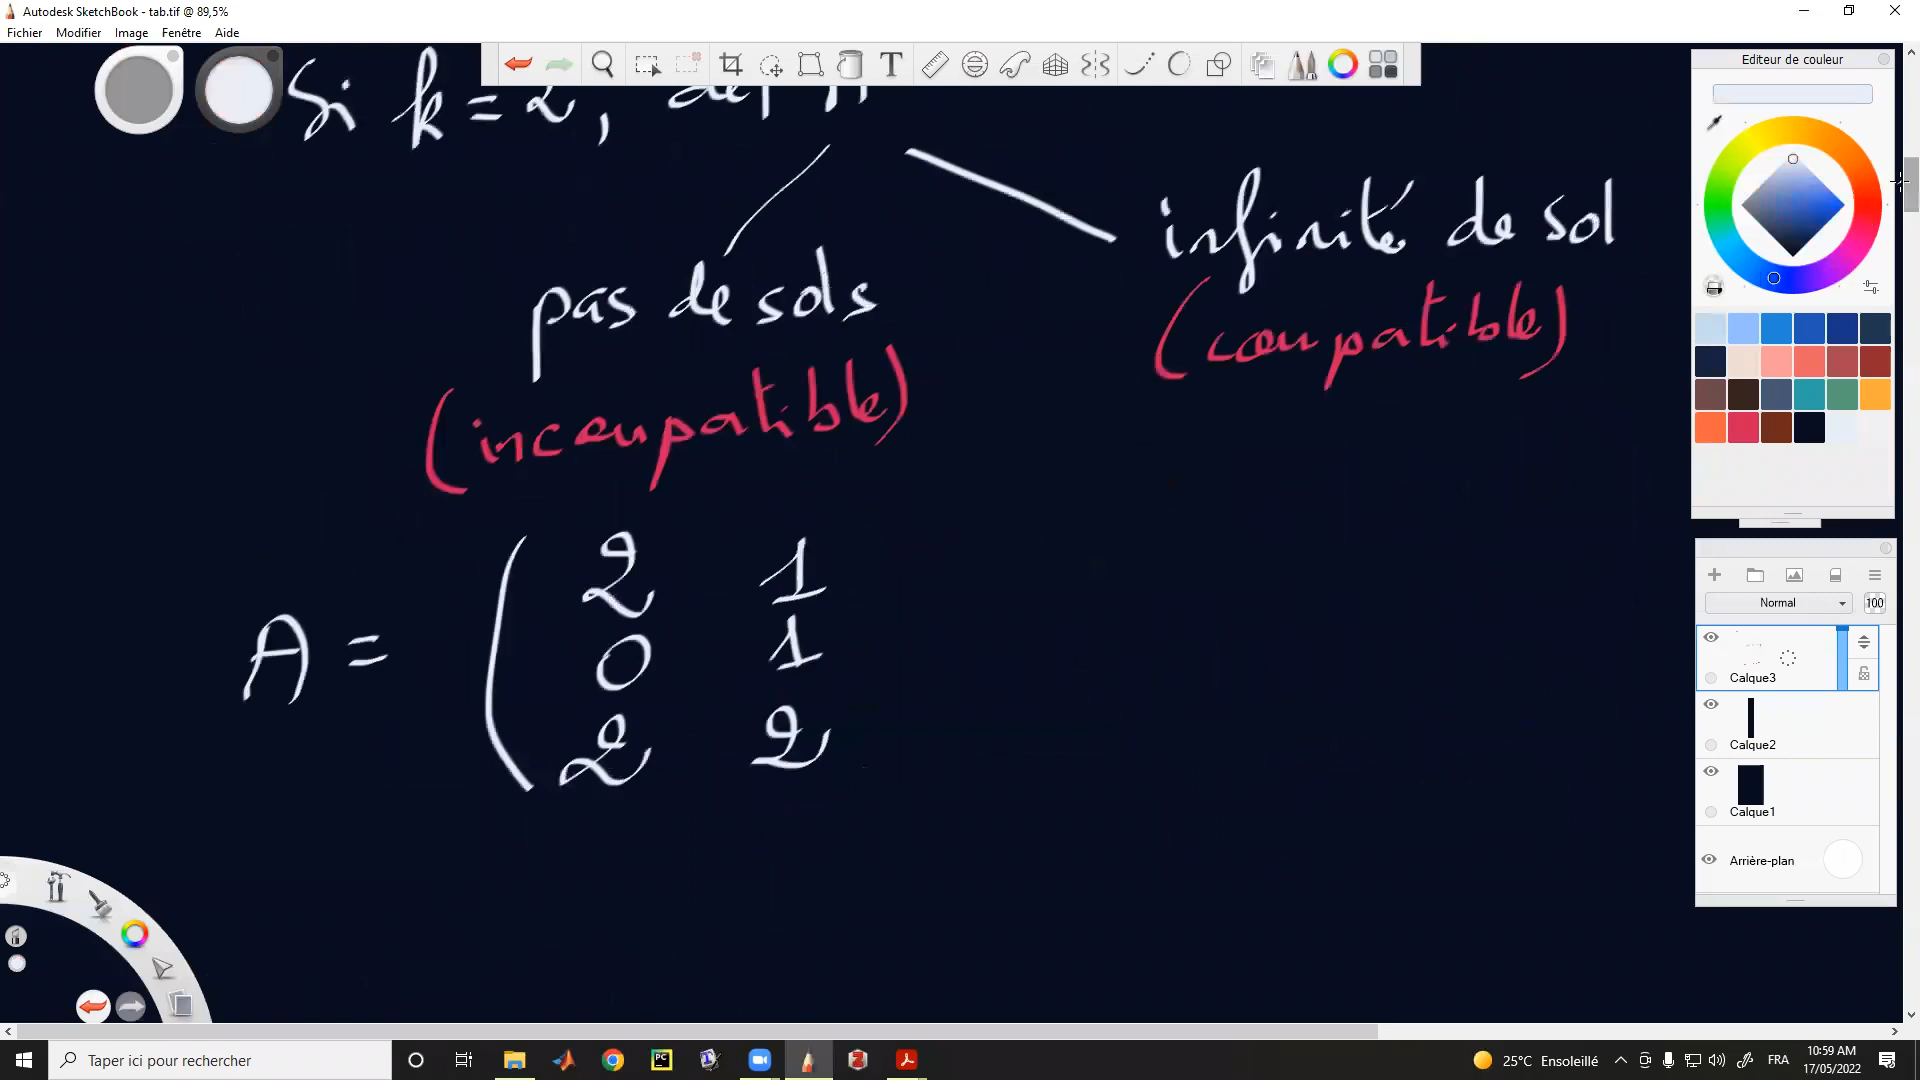 Autodesk SketchBook - tab.tif @ 89,5%
Fichier Modifier Image Fenêtre Aide
Editeur de couleur
Si k = 2,
pas de sols
infinité de sol
(incompatible)
(compatible)
A = ( 2 1
0 1
2 2
Normal 100
Calque3
Calque2
Calque1
Arrière-plan
Taper ici pour rechercher
25°C Ensoleillé
FRA
10:59 AM
17/05/2022